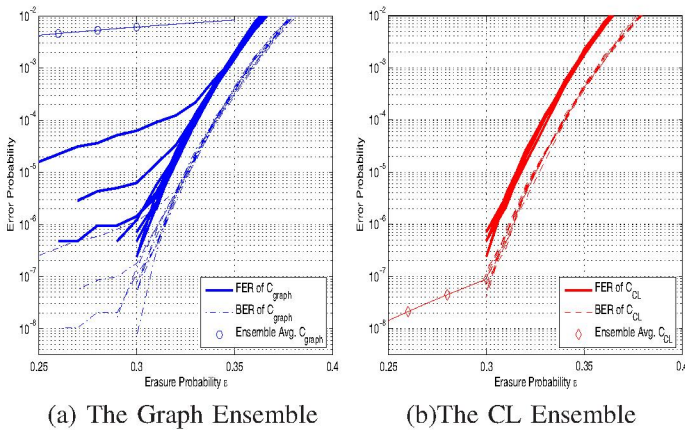 10^-2
10^-3
10^-4
10^-5
10^-6
10^-7
10^-8
Error Probability
FER of C_graph
BER of C_graph
Ensemble Avg. C_graph
0.25 0.3 0.35 0.4
Erasure Probability ε
(a) The Graph Ensemble
10^-2
10^-3
10^-4
10^-5
10^-6
10^-7
10^-8
Error Probability
FER of C_CL
BER of C_CL
Ensemble Avg. C_CL
0.25 0.3 0.35 0.4
Erasure Probability ε
(b)The CL Ensemble